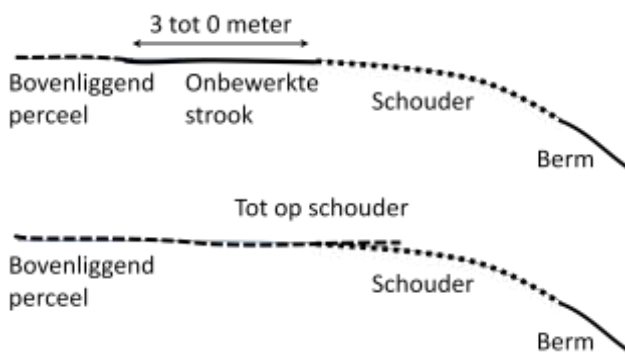 3 tot 0 meter
Bovenliggend
perceel
Onbewerkte
strook
Schouder
Berm
Tot op schouder
Bovenliggend
perceel
Schouder
Berm